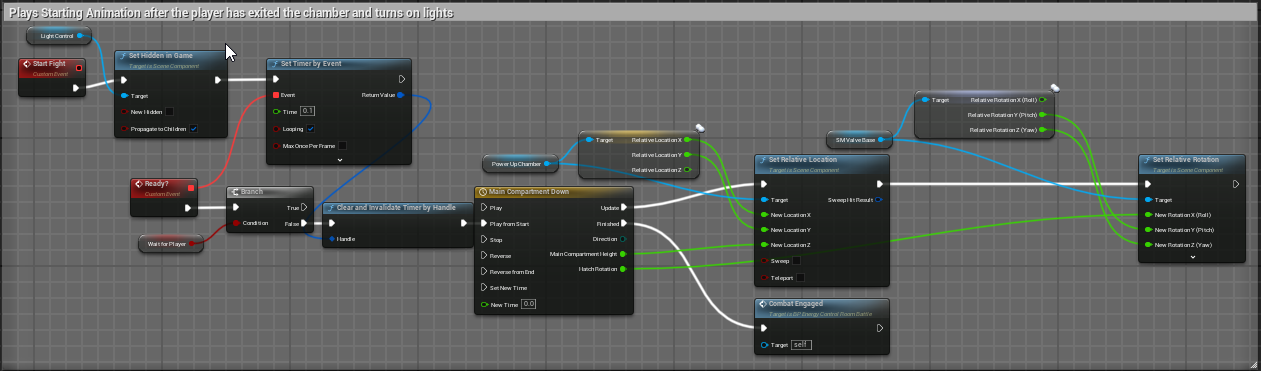 Plays Starting Animation after the player has exited the chamber and turns on lights
Light Control
Start Fight
Custom Event
Set Hidden in Game
Target is Scene Component
Target
New Hidden
Propagate to Children
Set Timer by Event
Event
Return Value
Time 0.1
Looping
Max Once Per Frame
Ready?
Custom Event
Wait for Player
Branch
True
Condition
False
Clear and Invalidate Timer by Handle
Handle
Main Compartment Down
Play
Update
Play from Start
Finished
Stop
Direction
Reverse
Main Compartment Height
Reverse from End
Hatch Rotation
Set New Time
New Time 0.0
Power Up Chamber
Target
Relative Location X
Relative Location Y
Relative Location Z
Set Relative Location
Target is Scene Component
Target
Sweep Hit Result
New Location X
New Location Y
New Location Z
Sweep
Teleport
Combat Engaged
Target is BP Energy Control Room Battle
Target self
SM Valve Base
Target
Relative Rotation X (Roll)
Relative Rotation Y (Pitch)
Relative Rotation Z (Yaw)
Set Relative Rotation
Target is Scene Component
Target
New Rotation X (Roll)
New Rotation Y (Pitch)
New Rotation Z (Yaw)